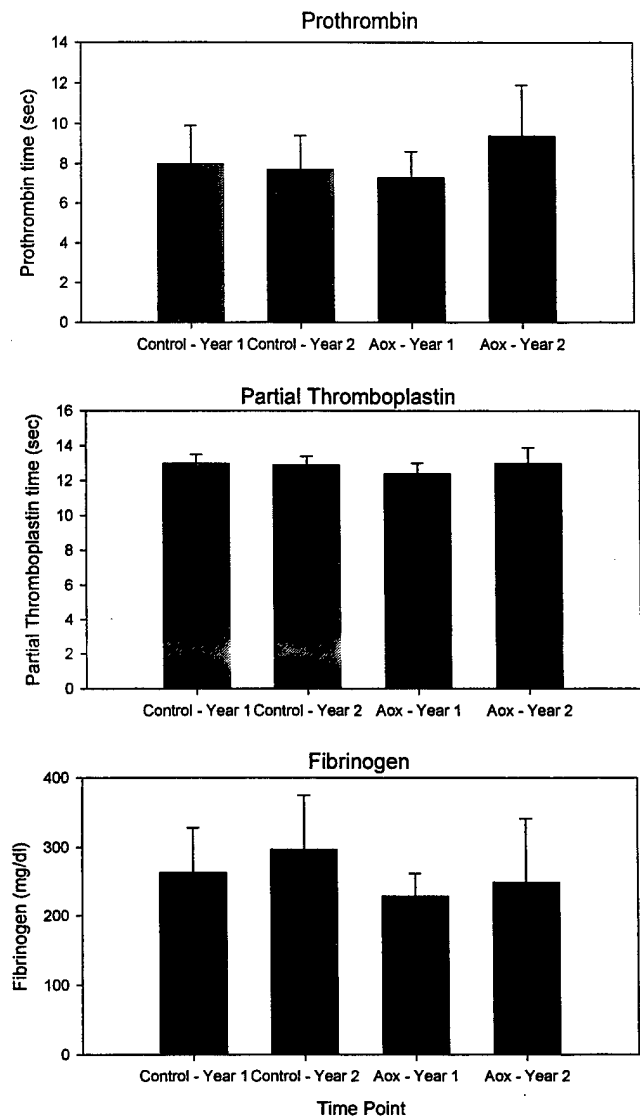 Prothrombin
14
12
10
8
6
4
2
0
Prothrombin time (sec)
Control - Year 1 Control - Year 2 Aox - Year 1 Aox - Year 2
Partial Thromboplastin
16
14
12
10
8
6
4
2
0
Partial Thromboplastin time (sec)
Control - Year 1 Control - Year 2 Aox - Year 1 Aox - Year 2
Fibrinogen
400
300
200
100
0
Fibrinogen (mg/dl)
Control - Year 1 Control - Year 2 Aox - Year 1 Aox - Year 2
Time Point